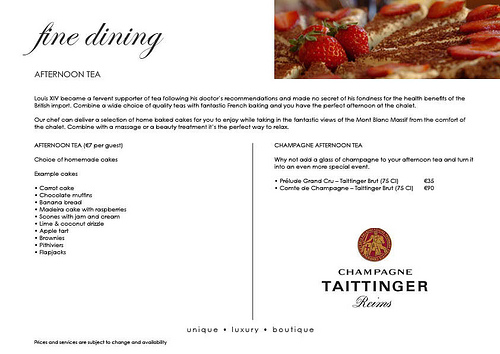 fine dining
AFTERNOON TEA
Louis XIV became a fervent supporter of tea following his doctor's recommendations and made no secret of his fondness for the health benefits of the
British import. Combine a wide choice of quality teas with fantastic French baking and you have the perfect afternoon at the chalet.
Our chef can deliver a selection of home baked cakes for you to enjoy while taking in the fantastic views of the Mont Blanc Massif from the comfort of
the chalet. Combine with a massage or a beauty treatment it's the perfect way to relax.
AFTERNOON TEA (€7 per guest)
Choice of homemade cakes
Example cakes
• Carrot cake
• Chocolate muffins
• Banana bread
• Madeira cake with raspberries
• Scones with jam and cream
• Lime & coconut drizzle
• Apple tart
• Brownies
• Pithiviers
• Flapjacks
CHAMPAGNE AFTERNOON TEA
Why not add a glass of champagne to your afternoon tea and turn it
into an even more special event.
• Prélude Grand Cru – Taittinger Brut (75 Cl) €35
• Comte de Champagne – Taittinger Brut (75 Cl) €90
CHAMPAGNE
TAITTINGER
Reims
unique • luxury • boutique
Prices and services are subject to change and availability